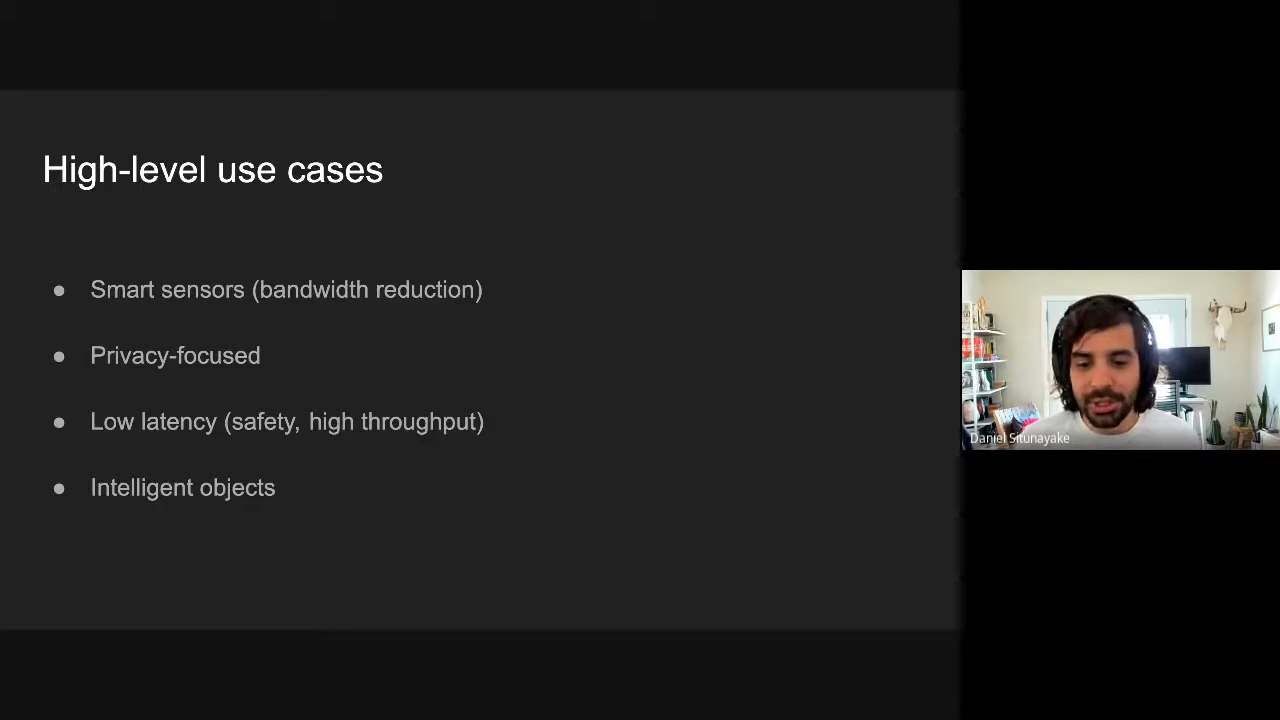 High-level use cases
● Smart sensors (bandwidth reduction)
● Privacy-focused
● Low latency (safety, high throughput)
● Intelligent objects
Daniel Situnayake